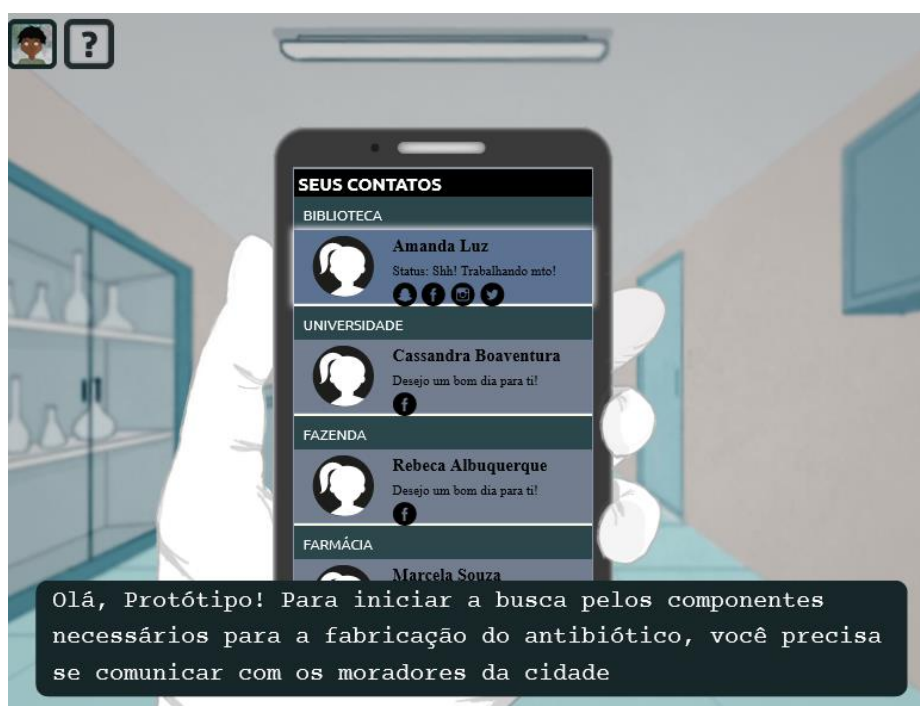 ?
SEUS CONTATOS
BIBLIOTECA
Amanda Luz
Status: Shh! Trabalhando mto!
UNIVERSIDADE
Cassandra Boaventura
Desejo um bom dia para ti!
FAZENDA
Rebeca Albuquerque
Desejo um bom dia para ti!
FARMÁCIA
Marcela Souza
Olá, Protótipo! Para iniciar a busca pelos componentes
necessários para a fabricação do antibiótico, você precisa
se comunicar com os moradores da cidade